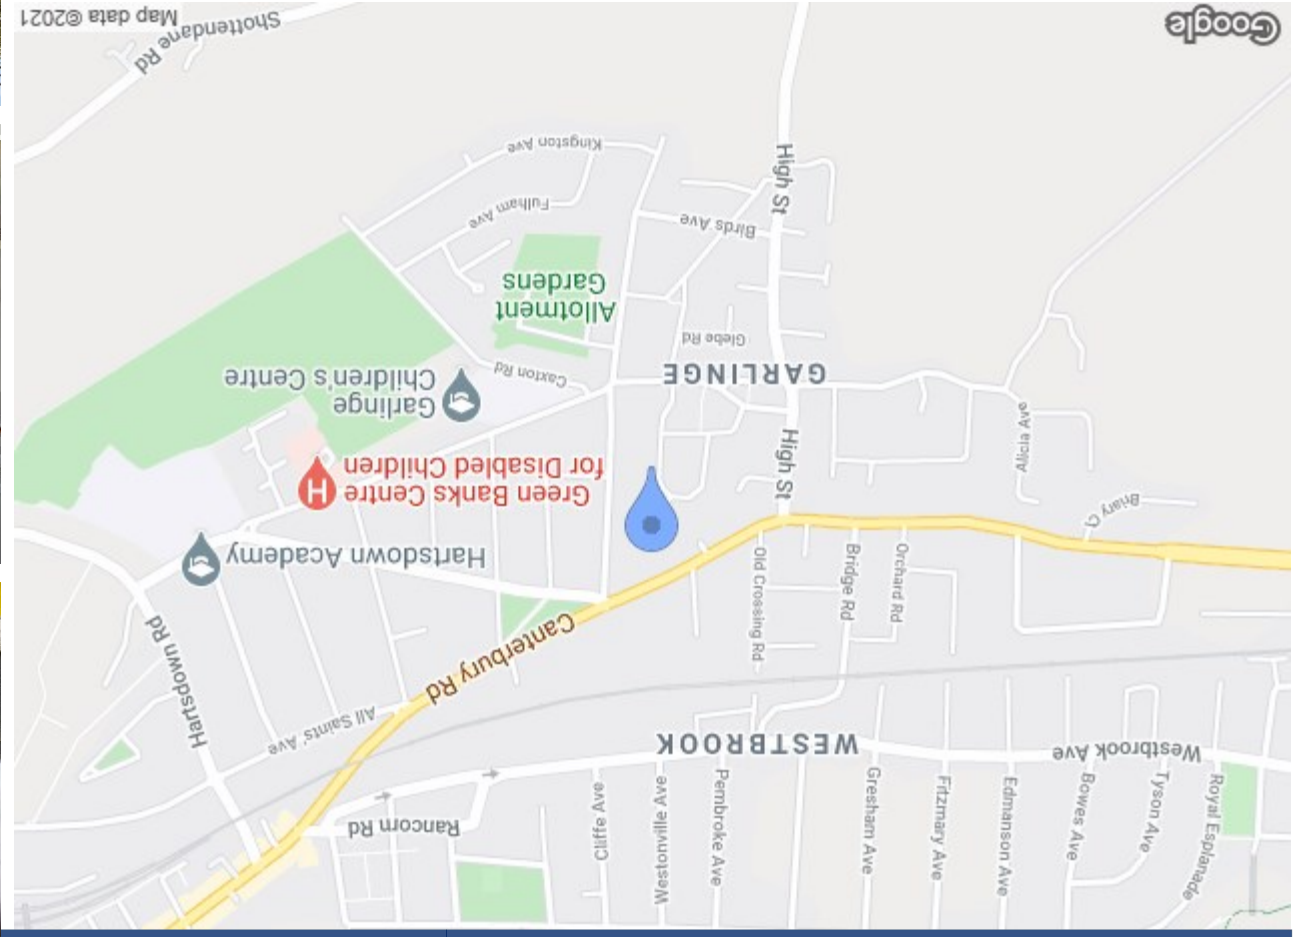 Royal Esplanade
Tyson Ave
Bowes Ave
Edmanson Ave
Fitzmary Ave
Gresham Ave
Pembroke Ave
Westonville Ave
Cliffe Ave
Rancorn Rd
Westbrook Ave
WESTBROOK
All Saints' Ave
Hartsdown Rd
Canterbury Rd
Orchard Rd
Bridge Rd
Old Crossing Rd
Hartsdown Academy
Briary Cl
Alicia Ave
High St
Green Banks Centre
for Disabled Children
H
Garlinge
Children's Centre
GARLINGE
Caxton Rd
Glebe Rd
Allotment
Gardens
Birds Ave
Fulham Ave
High St
Kingston Ave
Shottendane Rd
Google
Map data ©2021